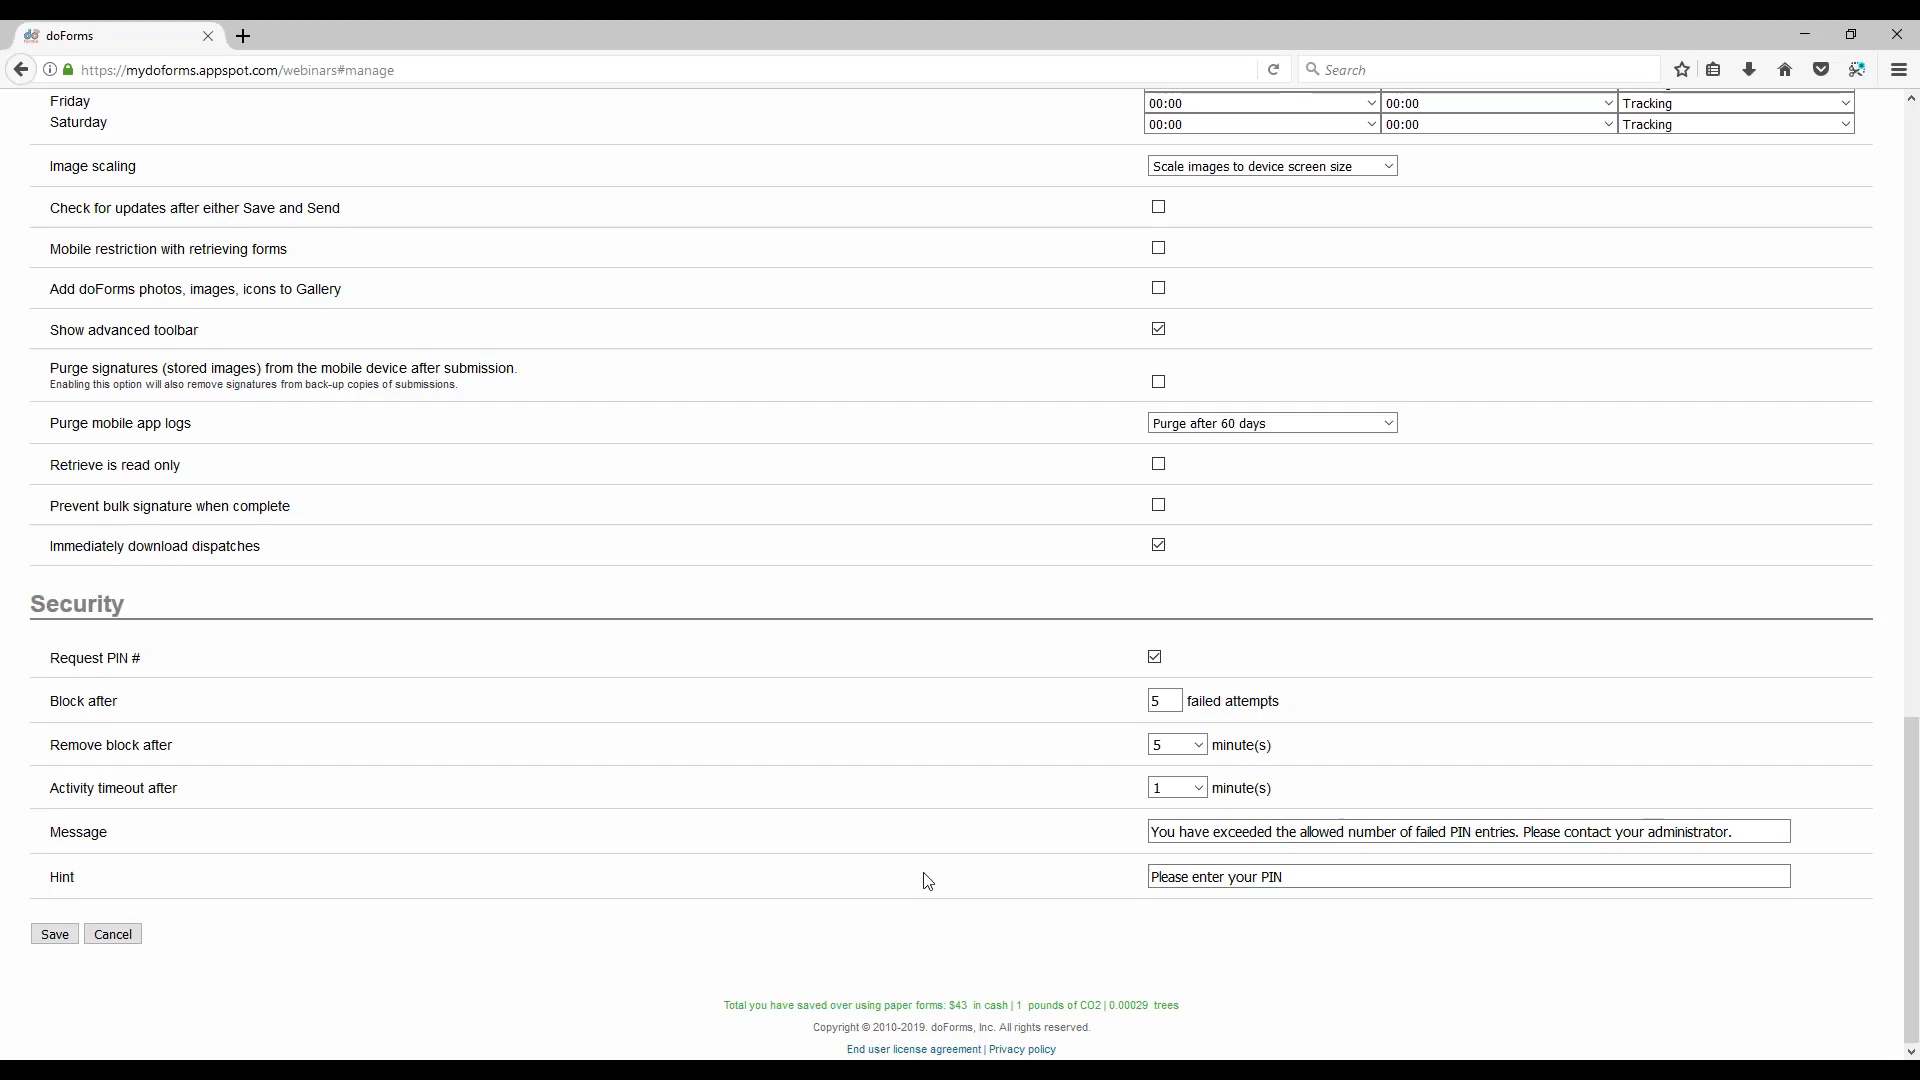 doForms
https://mydoforms.appspot.com/webinars#manage
Search
Friday 00:00 00:00 Tracking
Saturday 00:00 00:00 Tracking
Image scaling Scale images to device screen size
Check for updates after either Save and Send
Mobile restriction with retrieving forms
Add doForms photos, images, icons to Gallery
Show advanced toolbar
Purge signatures (stored images) from the mobile device after submission.
Enabling this option will also remove signatures from back-up copies of submissions.
Purge mobile app logs Purge after 60 days
Retrieve is read only
Prevent bulk signature when complete
Immediately download dispatches
Security
Request PIN #
Block after 5 failed attempts
Remove block after 5 minute(s)
Activity timeout after 1 minute(s)
Message You have exceeded the allowed number of failed PIN entries. Please contact your administrator.
Hint Please enter your PIN
Save Cancel
Total you have saved over using paper forms: $43 in cash | 1 pounds of CO2 | 0.00029 trees
Copyright © 2010-2019. doForms, Inc. All rights reserved.
End user license agreement | Privacy policy